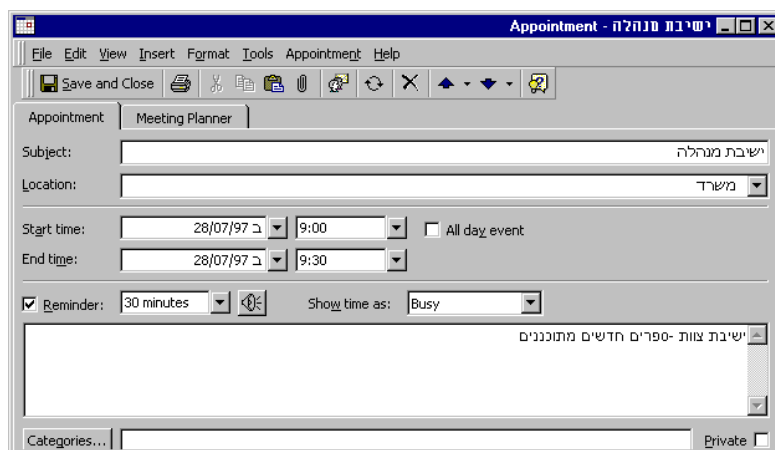 Appointment - ישיבת מנהלה
File Edit View Insert Format Tools Appointment Help
Save and Close
Appointment Meeting Planner
Subject: ישיבת מנהלה
Location: משרד
Start time: ב 28/07/97 9:00 All day event
End time: ב 28/07/97 9:30
Reminder: 30 minutes Show time as: Busy
ישיבת צוות -ספרים חדשים מתוכננים
Categories... Private